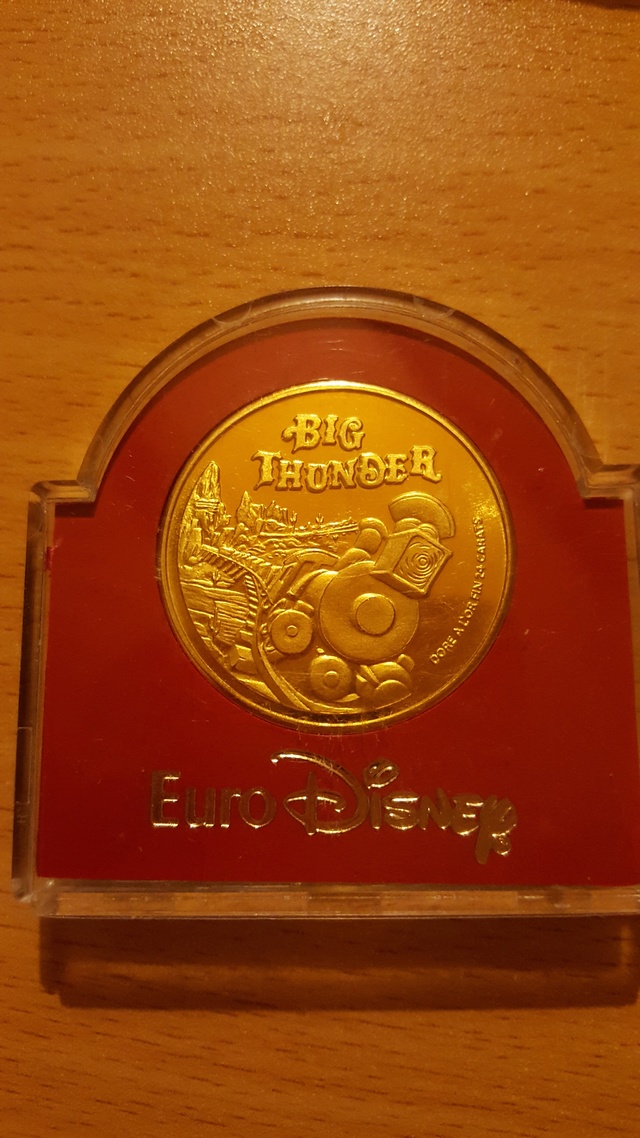 BIG
THUNDER
DORE A L'OR FIN 24 CARATS
Euro Disney